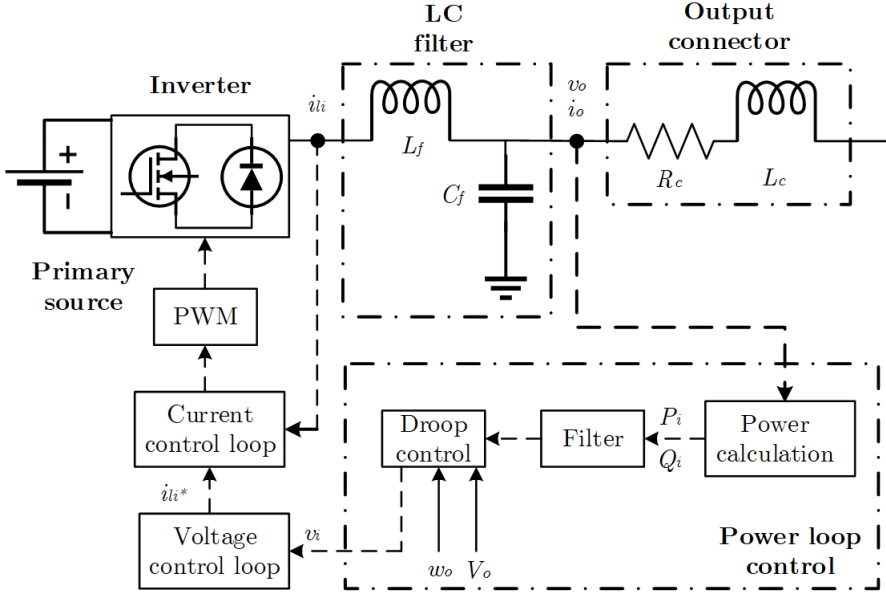 LC
filter
Output
connector
Inverter
i_li
v_o
i_o
L_f
R_c
L_c
C_f
+
Primary
source
PWM
Current
control loop
Droop
control
Filter
P_i
Q_i
Power
calculation
i_li*
Voltage
control loop
v_i
w_o
V_o
Power loop
control